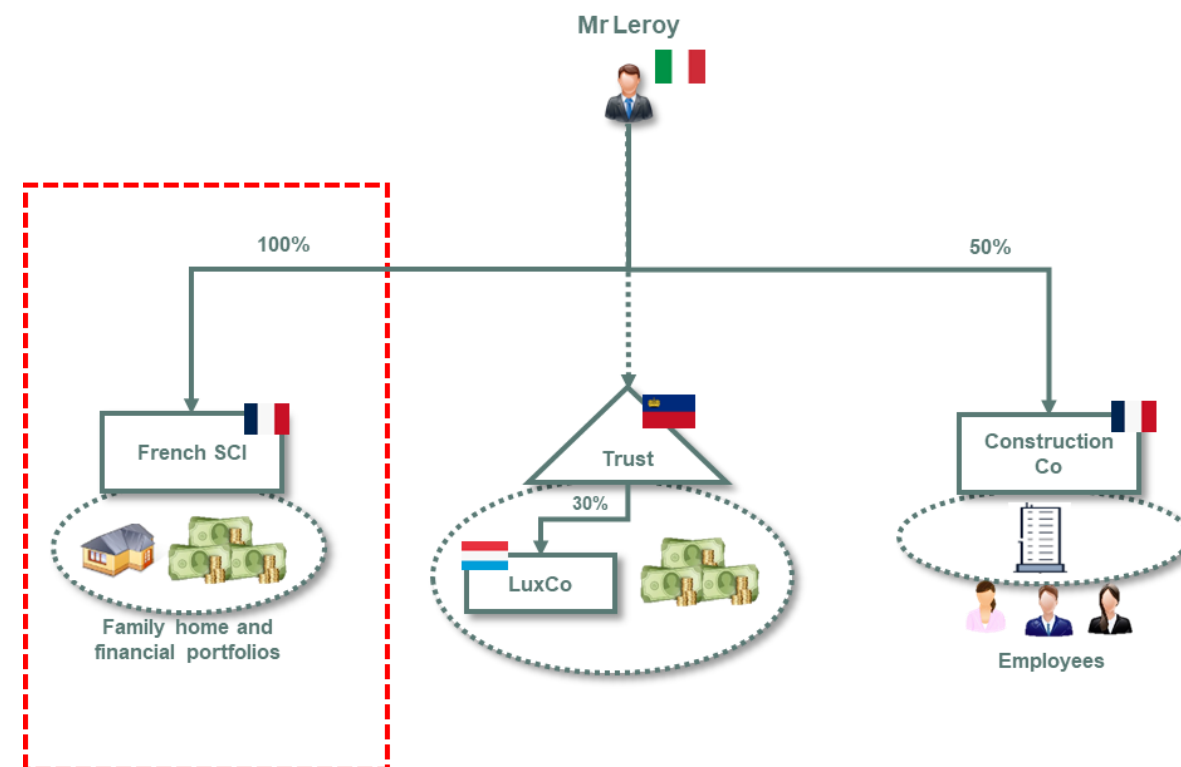 Mr Leroy
100%
50%
French SCI
Trust
Construction
Co
30%
LuxCo
Family home and
financial portfolios
Employees